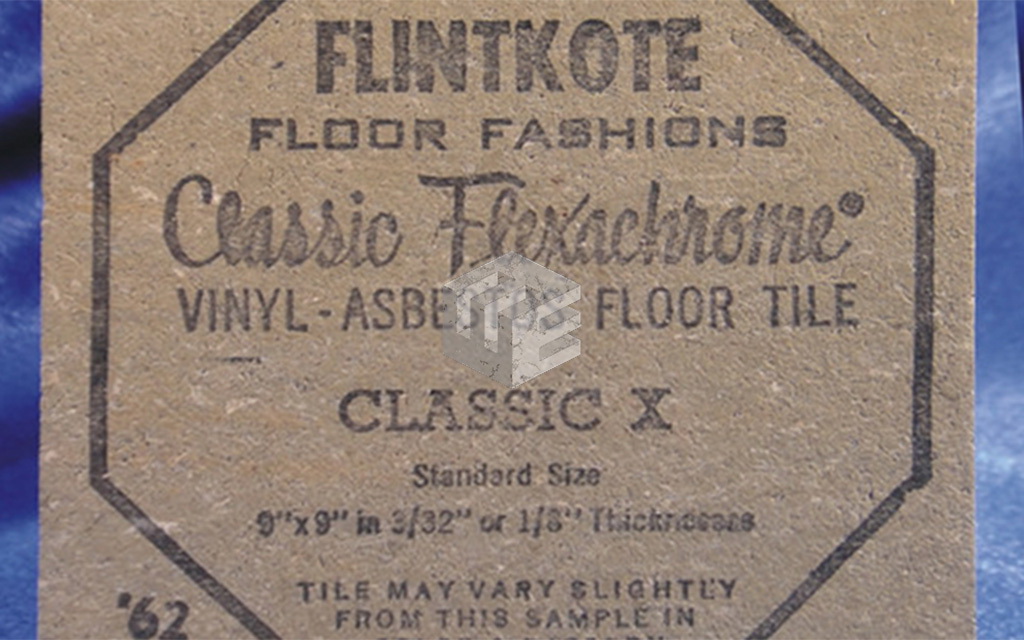 FLINTKOTE
FLOOR FASHIONS
Classic Flexachrome®
VINYL-ASBESTOS FLOOR TILE
CLASSIC X
Standard Size
9"x9" in 3/32" or 1/8" Thicknesses
TILE MAY VARY SLIGHTLY
'62
FROM THIS SAMPLE IN